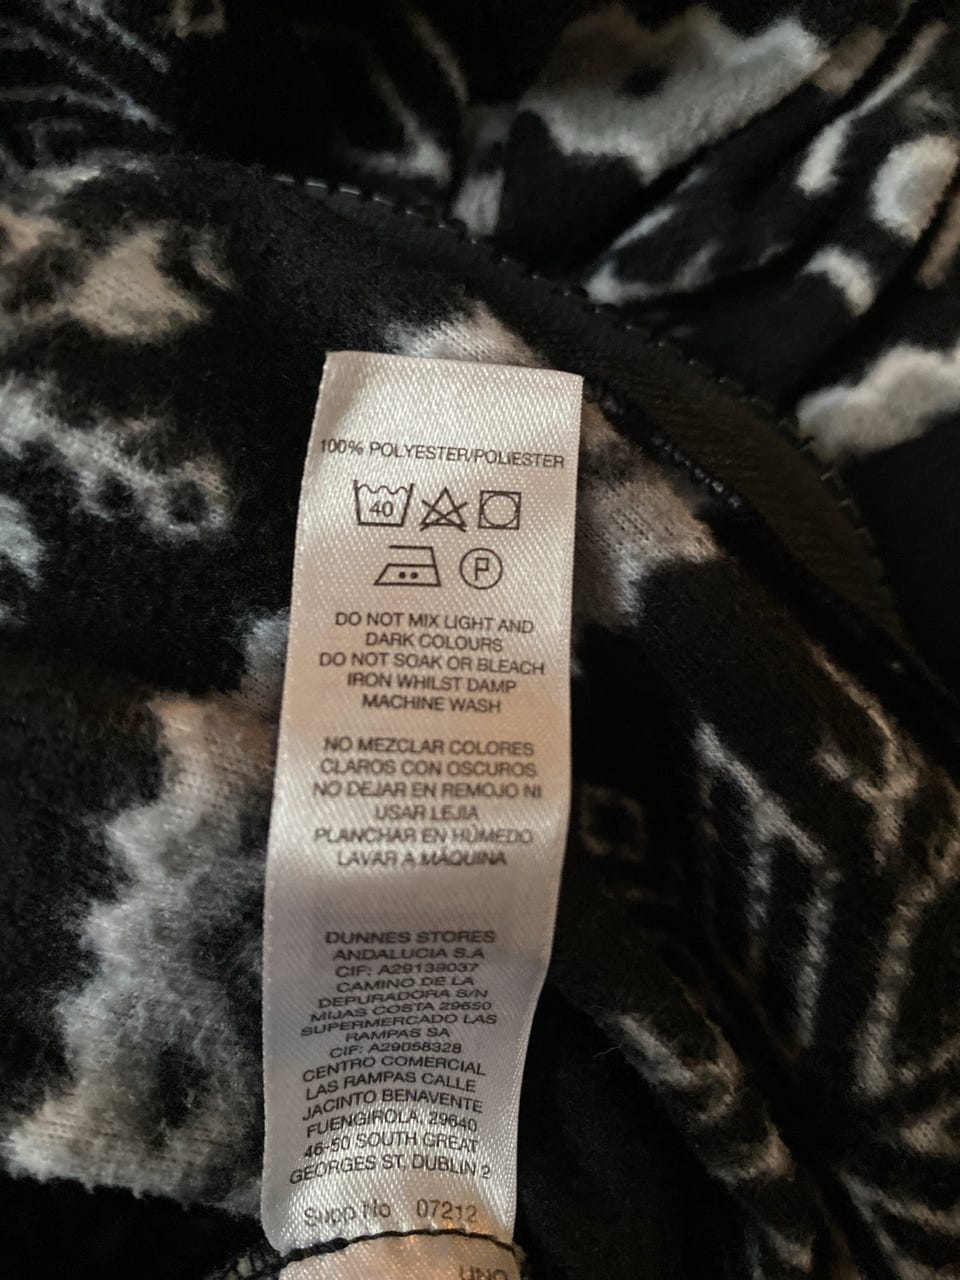 100% POLYESTER/POLIESTER
40
P
DO NOT MIX LIGHT AND
DARK COLOURS
DO NOT SOAK OR BLEACH
IRON WHILST DAMP
MACHINE WASH
NO MEZCLAR COLORES
CLAROS CON OSCUROS
NO DEJAR EN REMOJO NI
USAR LEJIA
PLANCHAR EN HÚMEDO
LAVAR A MÁQUINA
DUNNES STORES
ANDALUCIA S.A
CIF: A29139037
CAMINO DE LA
DEPURADORA S/N
MIJAS COSTA 29650
SUPERMERCADO LAS
RAMPAS SA
CIF: A29058328
CENTRO COMERCIAL
LAS RAMPAS CALLE
JACINTO BENAVENTE
FUENGIROLA, 29640
46-50 SOUTH GREAT
GEORGES ST, DUBLIN 2
Supp No 07212